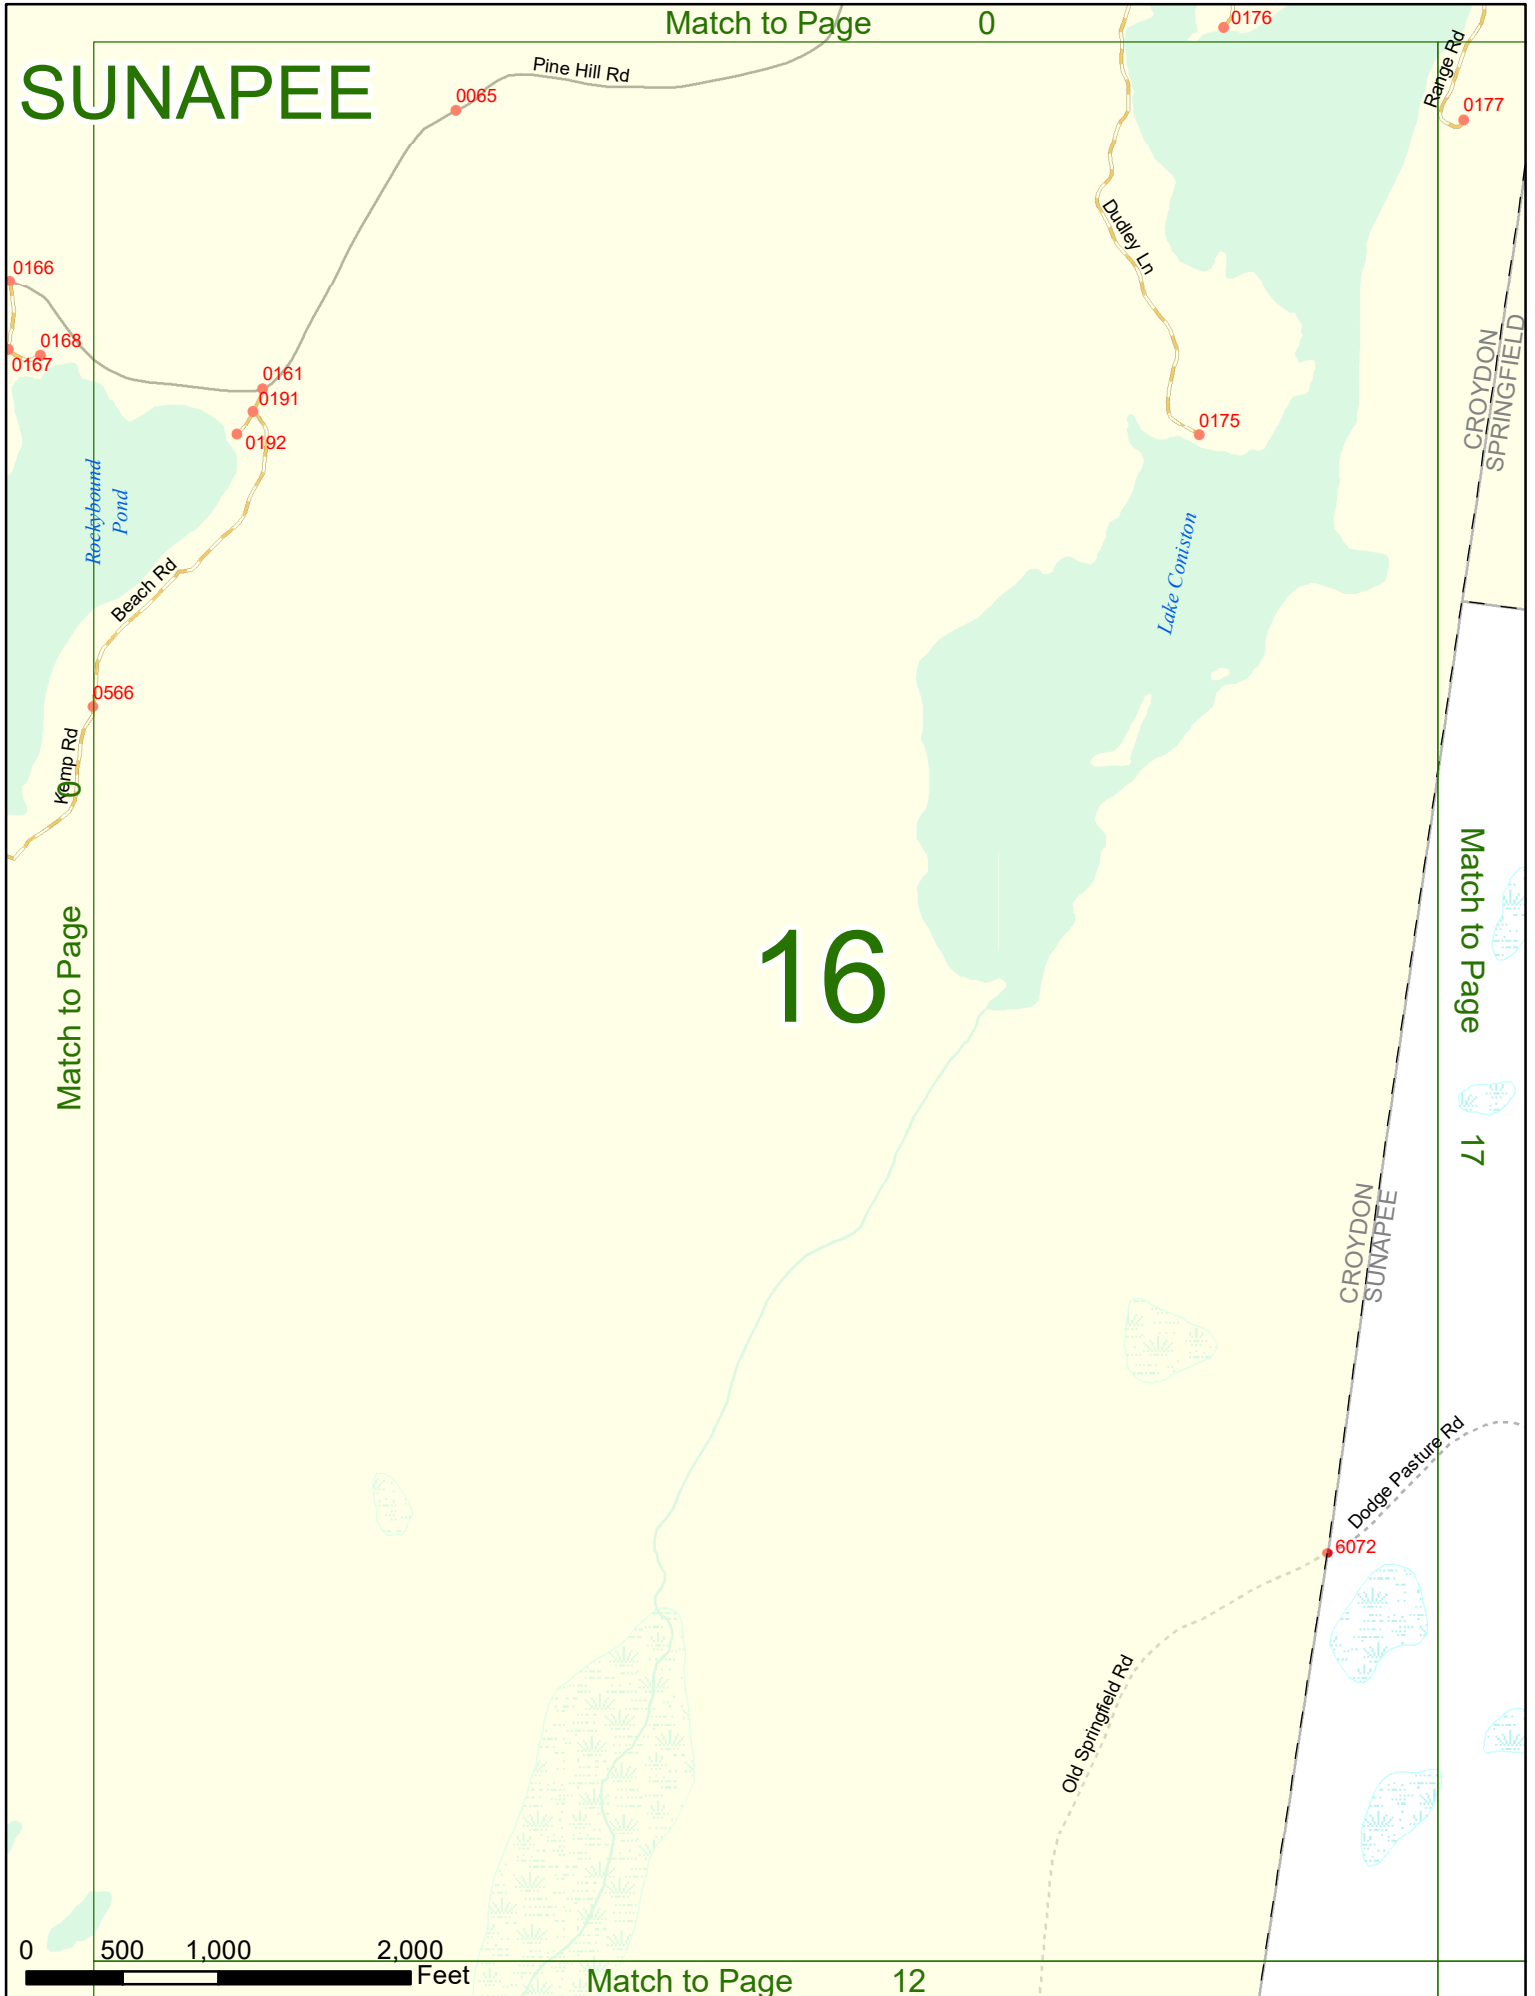 Match to Page 0
SUNAPEE
0176
Range Rd
0177
Pine Hill Rd
0065
Dudley Ln
0166
0168
0167
0161
0191
0192
0175
CROYDON
SPRINGFIELD
Rockybound
Pond
Lake Coniston
Beach Rd
0566
Kemp Rd
Match to Page 0
16
Match to Page 17
CROYDON
SUNAPEE
Dodge Pasture Rd
6072
Old Springfield Rd
0 500 1,000 2,000
Feet
Match to Page 12